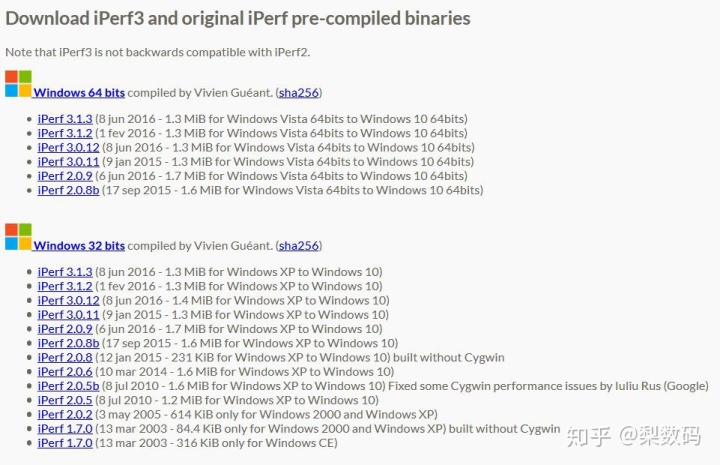 Download iPerf3 and original iPerf pre-compiled binaries
Note that iPerf3 is not backwards compatible with iPerf2.
Windows 64 bits compiled by Vivien Guéant. (sha256)
iPerf 3.1.3 (8 jun 2016 - 1.3 MiB for Windows Vista 64bits to Windows 10 64bits)
iPerf 3.1.2 (1 fev 2016 - 1.3 MiB for Windows Vista 64bits to Windows 10 64bits)
iPerf 3.0.12 (8 jun 2016 - 1.3 MiB for Windows Vista 64bits to Windows 10 64bits)
iPerf 3.0.11 (9 jan 2015 - 1.3 MiB for Windows Vista 64bits to Windows 10 64bits)
iPerf 2.0.9 (6 jun 2016 - 1.7 MiB for Windows Vista 64bits to Windows 10 64bits)
iPerf 2.0.8b (17 sep 2015 - 1.6 MiB for Windows Vista 64bits to Windows 10 64bits)
Windows 32 bits compiled by Vivien Guéant. (sha256)
iPerf 3.1.3 (8 jun 2016 - 1.3 MiB for Windows XP to Windows 10)
iPerf 3.1.2 (1 fev 2016 - 1.3 MiB for Windows XP to Windows 10)
iPerf 3.0.12 (8 jun 2016 - 1.4 MiB for Windows XP to Windows 10)
iPerf 3.0.11 (9 jan 2015 - 1.3 MiB for Windows XP to Windows 10)
iPerf 2.0.9 (6 jun 2016 - 1.7 MiB for Windows XP to Windows 10)
iPerf 2.0.8b (17 sep 2015 - 1.6 MiB for Windows XP to Windows 10)
iPerf 2.0.8 (12 jan 2015 - 231 KiB for Windows XP to Windows 10) built without Cygwin
iPerf 2.0.6 (10 mar 2014 - 1.6 MiB for Windows XP to Windows 10)
iPerf 2.0.5b (8 jul 2010 - 1.6 MiB for Windows XP to Windows 10) Fixed some Cygwin performance issues by Iuliu Rus (Google)
iPerf 2.0.5 (8 jul 2010 - 1.2 MiB for Windows XP to Windows 10)
iPerf 2.0.2 (3 may 2005 - 614 KiB only for Windows 2000 and Windows XP)
iPerf 1.7.0 (13 mar 2003 - 84.4 KiB only for Windows 2000 and Windows XP) built without Cygwin
iPerf 1.7.0 (13 mar 2003 - 316 KiB only for Windows CE)
知乎 @梨数码